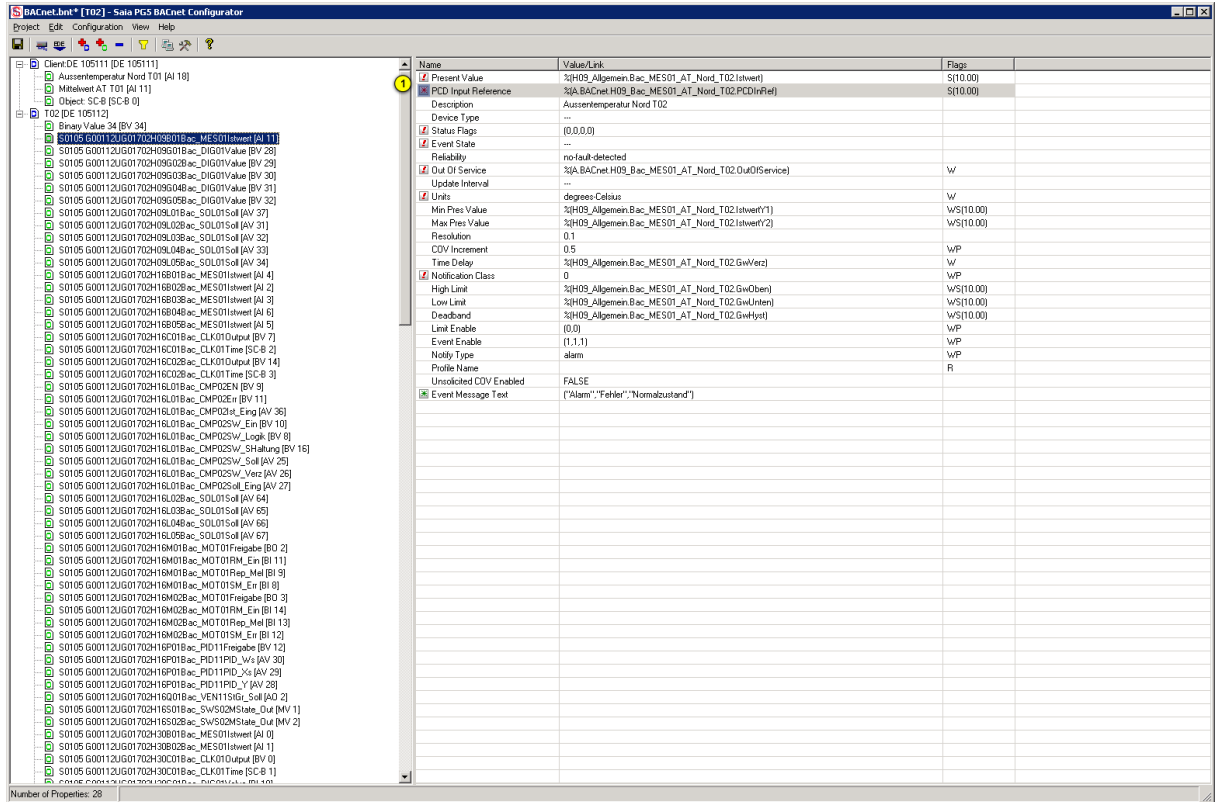 BACnet.bnt* [T02] - Saia PG5 BACnet Configurator
Project Edit Configuration View Help
Client:DE 105111 [DE 105111]
Aussentemperatur Nord T01 [AI 18]
Mittelwert AT T01 [AI 11]
Object: SC-B [SC-B 0]
T02 [DE 105112]
Binary Value 34 [BV 34]
S0105 G00112UG01702H09B01Bac_MES01Istwert [AI 11]
S0105 G00112UG01702H09G01Bac_DIG01Value [BV 28]
S0105 G00112UG01702H09G02Bac_DIG01Value [BV 29]
S0105 G00112UG01702H09G03Bac_DIG01Value [BV 30]
S0105 G00112UG01702H09G04Bac_DIG01Value [BV 31]
S0105 G00112UG01702H09G05Bac_DIG01Value [BV 32]
S0105 G00112UG01702H09L01Bac_SOL01Soll [AV 37]
S0105 G00112UG01702H09L02Bac_SOL01Soll [AV 31]
S0105 G00112UG01702H09L03Bac_SOL01Soll [AV 32]
S0105 G00112UG01702H09L04Bac_SOL01Soll [AV 33]
S0105 G00112UG01702H09L05Bac_SOL01Soll [AV 34]
S0105 G00112UG01702H16B01Bac_MES01Istwert [AI 4]
S0105 G00112UG01702H16B02Bac_MES01Istwert [AI 2]
S0105 G00112UG01702H16B03Bac_MES01Istwert [AI 3]
S0105 G00112UG01702H16B04Bac_MES01Istwert [AI 6]
S0105 G00112UG01702H16B05Bac_MES01Istwert [AI 5]
S0105 G00112UG01702H16C01Bac_CLK01Output [BV 7]
S0105 G00112UG01702H16C01Bac_CLK01Time [SC-B 2]
S0105 G00112UG01702H16C02Bac_CLK01Output [BV 14]
S0105 G00112UG01702H16C02Bac_CLK01Time [SC-B 3]
S0105 G00112UG01702H16L01Bac_CMP02EN [BV 9]
S0105 G00112UG01702H16L01Bac_CMP02Err [BV 11]
S0105 G00112UG01702H16L01Bac_CMP02Ist_Eing [AV 36]
S0105 G00112UG01702H16L01Bac_CMP02SW_Ein [BV 10]
S0105 G00112UG01702H16L01Bac_CMP02SW_Logik [BV 8]
S0105 G00112UG01702H16L01Bac_CMP02SW_SHaltung [BV 16]
S0105 G00112UG01702H16L01Bac_CMP02SW_Soll [AV 25]
S0105 G00112UG01702H16L01Bac_CMP02SW_Verz [AV 26]
S0105 G00112UG01702H16L01Bac_CMP02Soll_Eing [AV 27]
S0105 G00112UG01702H16L02Bac_SOL01Soll [AV 64]
S0105 G00112UG01702H16L03Bac_SOL01Soll [AV 65]
S0105 G00112UG01702H16L04Bac_SOL01Soll [AV 66]
S0105 G00112UG01702H16L05Bac_SOL01Soll [AV 67]
S0105 G00112UG01702H16M01Bac_MOT01Freigabe [BO 2]
S0105 G00112UG01702H16M01Bac_MOT01RM_Ein [BI 11]
S0105 G00112UG01702H16M01Bac_MOT01Rep_Mel [BI 9]
S0105 G00112UG01702H16M01Bac_MOT01SM_Err [BI 8]
S0105 G00112UG01702H16M02Bac_MOT01Freigabe [BO 3]
S0105 G00112UG01702H16M02Bac_MOT01RM_Ein [BI 14]
S0105 G00112UG01702H16M02Bac_MOT01Rep_Mel [BI 13]
S0105 G00112UG01702H16M02Bac_MOT01SM_Err [BI 12]
S0105 G00112UG01702H16P01Bac_PID11Freigabe [BV 12]
S0105 G00112UG01702H16P01Bac_PID11PID_Ws [AV 30]
S0105 G00112UG01702H16P01Bac_PID11PID_Xs [AV 29]
S0105 G00112UG01702H16P01Bac_PID11PID_Y [AV 28]
S0105 G00112UG01702H16Q01Bac_VEN11StGr_Soll [AO 2]
S0105 G00112UG01702H16S01Bac_SWS02MState_Out [MV 1]
S0105 G00112UG01702H16S02Bac_SWS02MState_Out [MV 2]
S0105 G00112UG01702H30B01Bac_MES01Istwert [AI 0]
S0105 G00112UG01702H30B02Bac_MES01Istwert [AI 1]
S0105 G00112UG01702H30C01Bac_CLK01Output [BV 0]
S0105 G00112UG01702H30C01Bac_CLK01Time [SC-B 1]
1
Name Value/Link Flags
Present Value %(H09_Allgemein.Bac_MES01_AT_Nord_T02.Istwert) S(10.00)
PCD Input Reference %(A.BACnet.H09_Bac_MES01_AT_Nord_T02.PCDInRef) S(10.00)
Description Aussentemperatur Nord T02
Device Type ---
Status Flags (0,0,0,0)
Event State ---
Reliability no-fault-detected
Out Of Service %(A.BACnet.H09_Bac_MES01_AT_Nord_T02.OutOfService) W
Update Interval ---
Units degrees-Celsius W
Min Pres Value %(H09_Allgemein.Bac_MES01_AT_Nord_T02.IstwertY1) WS(10.00)
Max Pres Value %(H09_Allgemein.Bac_MES01_AT_Nord_T02.IstwertY2) WS(10.00)
Resolution 0.1
COV Increment 0.5 WP
Time Delay %(H09_Allgemein.Bac_MES01_AT_Nord_T02.GwVerz) W
Notification Class 0 WP
High Limit %(H09_Allgemein.Bac_MES01_AT_Nord_T02.GwOben) WS(10.00)
Low Limit %(H09_Allgemein.Bac_MES01_AT_Nord_T02.GwUnten) WS(10.00)
Deadband %(H09_Allgemein.Bac_MES01_AT_Nord_T02.GwHyst) WS(10.00)
Limit Enable (0,0) WP
Event Enable (1,1,1) WP
Notify Type alarm WP
Profile Name R
Unsolicited COV Enabled FALSE
Event Message Text ("Alarm","Fehler","Normalzustand")
Number of Properties: 28